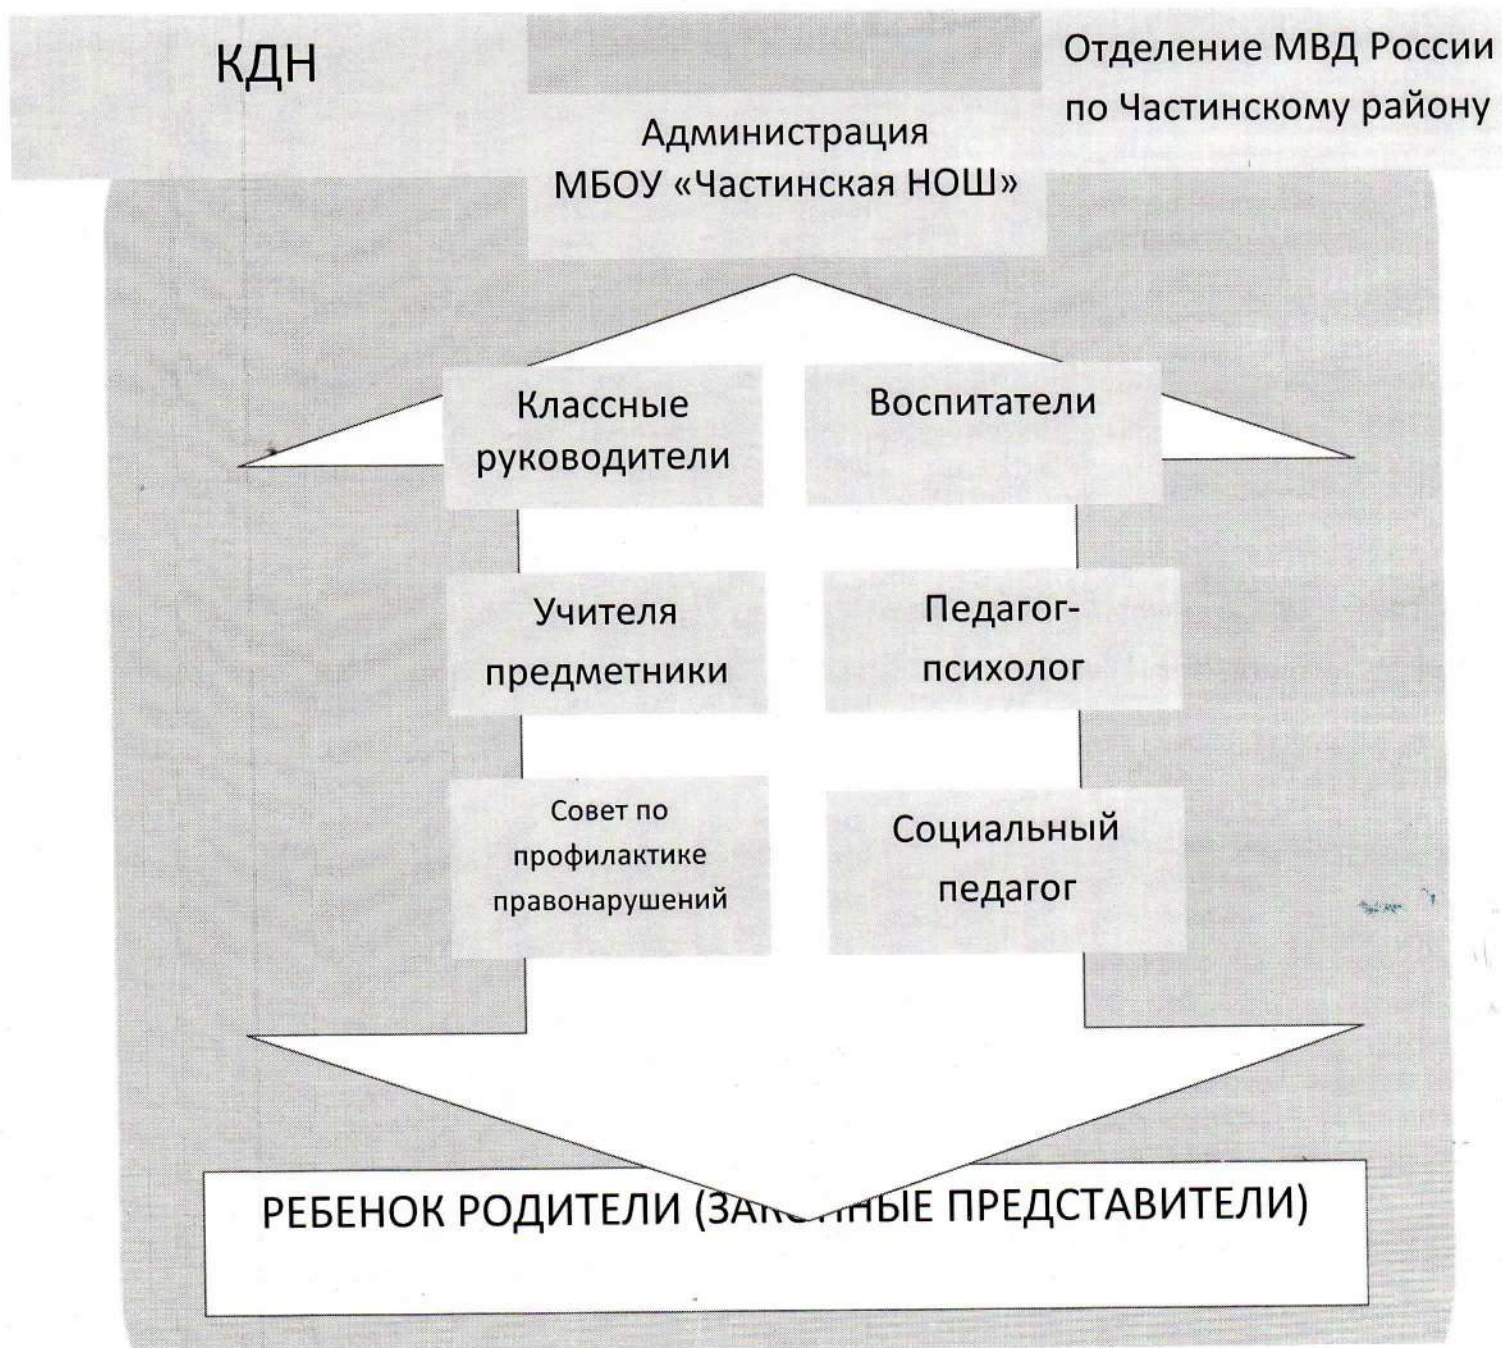 КДН
Отделение МВД России
по Частинскому району
Администрация
МБОУ «Частинская НОШ»
Классные
руководители
Воспитатели
Учителя
предметники
Педагог-
психолог
Совет по
профилактике
правонарушений
Социальный
педагог
РЕБЕНОК РОДИТЕЛИ (ЗАКОННЫЕ ПРЕДСТАВИТЕЛИ)